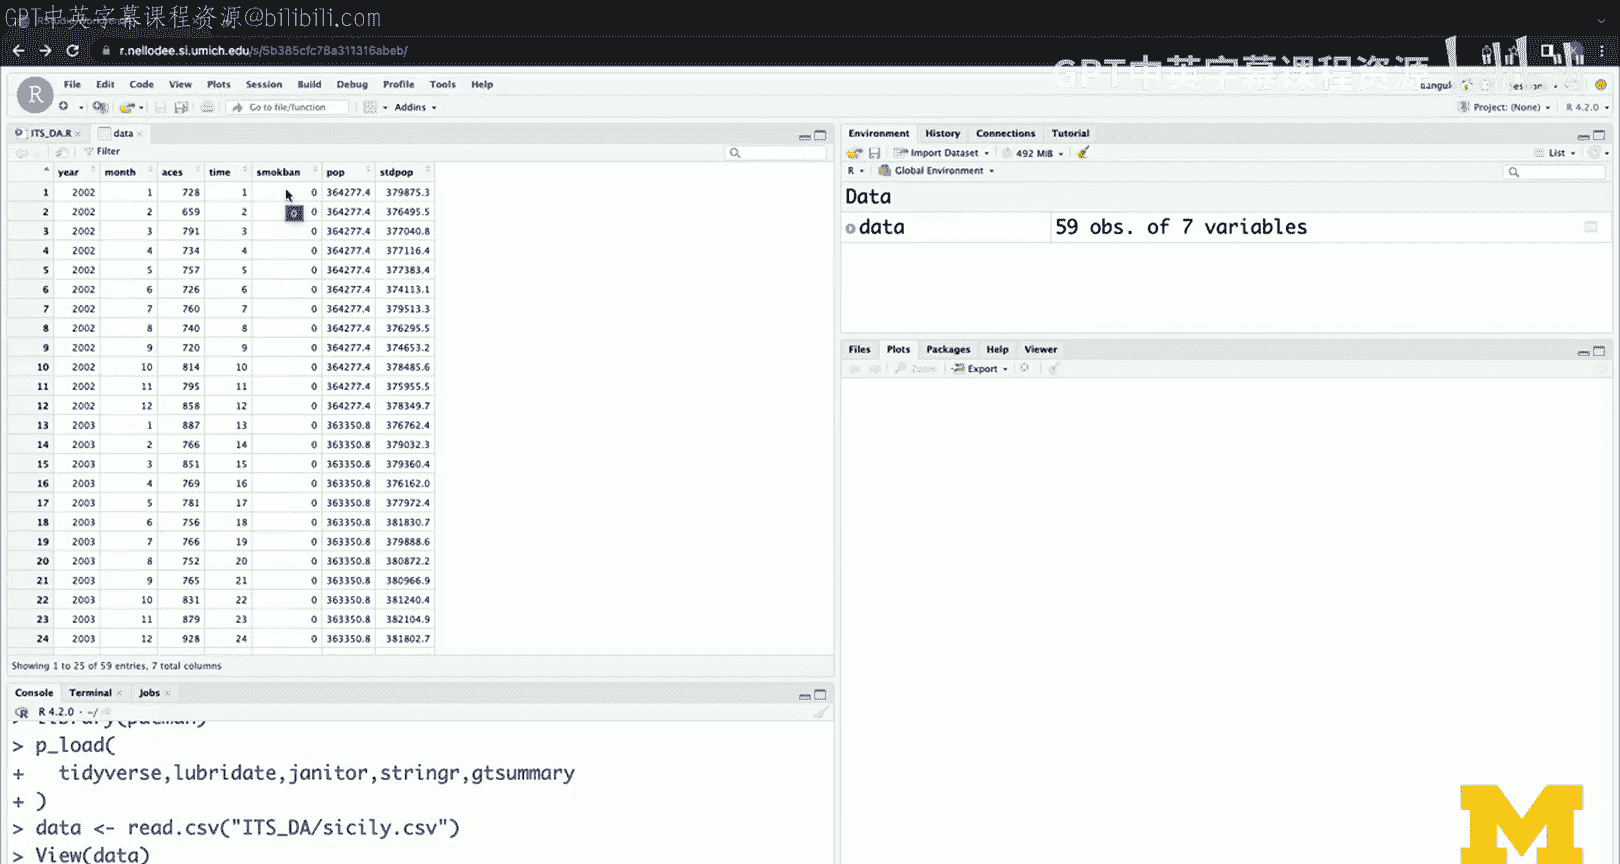 GPT中英字幕课程资源@bilibili.com
r.nellodee.si.umich.edu/s/5b385cfc78a311316abeb/
GPT中英字幕课程资源
File Edit Code View Plots Session Build Debug Profile Tools Help
Go to file/function Addins
Project: (None) R 4.2.0
ITS_DA.R data
Filter
year month aces time smokban pop stdpop
1 2002 1 728 1 0 364277.4 379875.3
2 2002 2 659 2 0 364277.4 376495.5
3 2002 3 791 3 0 364277.4 377040.8
4 2002 4 734 4 0 364277.4 377116.4
5 2002 5 757 5 0 364277.4 377383.4
6 2002 6 726 6 0 364277.4 374113.1
7 2002 7 760 7 0 364277.4 379513.3
8 2002 8 740 8 0 364277.4 376295.5
9 2002 9 720 9 0 364277.4 374653.2
10 2002 10 814 10 0 364277.4 378485.6
11 2002 11 795 11 0 364277.4 375955.5
12 2002 12 858 12 0 364277.4 378349.7
13 2003 1 887 13 0 363350.8 376762.4
14 2003 2 766 14 0 363350.8 379032.3
15 2003 3 851 15 0 363350.8 379360.4
16 2003 4 769 16 0 363350.8 376162.0
17 2003 5 781 17 0 363350.8 377972.4
18 2003 6 756 18 0 363350.8 381830.7
19 2003 7 766 19 0 363350.8 379888.6
20 2003 8 752 20 0 363350.8 380872.2
21 2003 9 765 21 0 363350.8 380966.9
22 2003 10 831 22 0 363350.8 381240.4
23 2003 11 879 23 0 363350.8 382104.9
24 2003 12 928 24 0 363350.8 381802.7
Showing 1 to 25 of 59 entries, 7 total columns
Console Terminal Jobs
R 4.2.0 · ~/
> library(pacman)
> p_load(
+ tidyverse,lubridate,janitor,stringr,gtsummary
+ )
> data <- read.csv("ITS_DA/sicily.csv")
> View(data)
Environment History Connections Tutorial
Import Dataset 492 MiB List
R Global Environment
Data
data 59 obs. of 7 variables
Files Plots Packages Help Viewer
Zoom Export
M